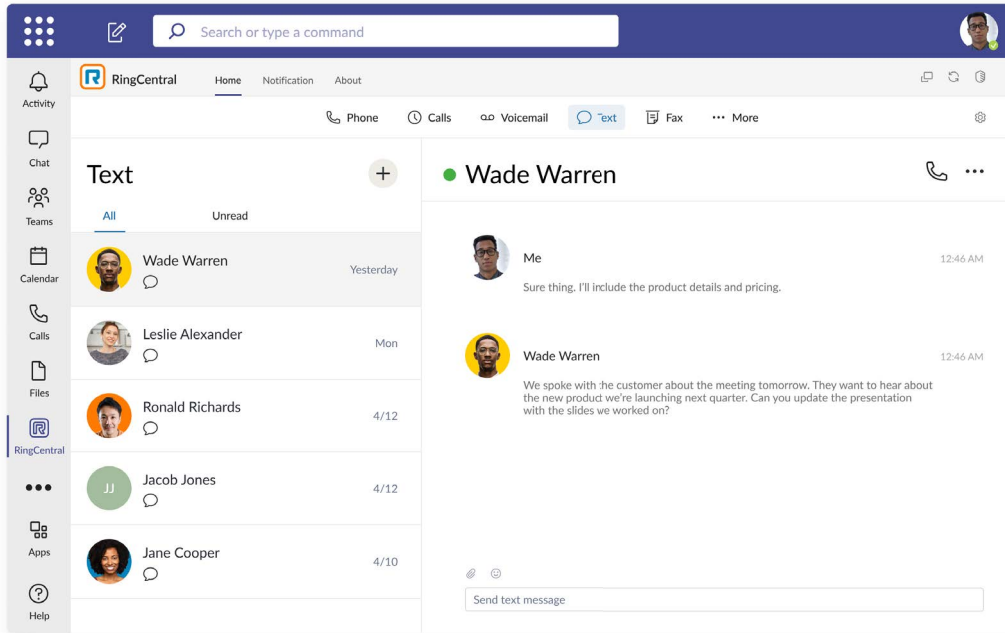 Search or type a command
Activity
Chat
Teams
Calendar
Calls
Files
RingCentral
Apps
Help
RingCentral
Home
Notification
About
Phone
Calls
Voicemail
Text
Fax
More
Text
All
Unread
Wade Warren
Yesterday
Leslie Alexander
Mon
Ronald Richards
4/12
JJ
Jacob Jones
4/12
Jane Cooper
4/10
Wade Warren
Me
12:46 AM
Sure thing. I'll include the product details and pricing.
Wade Warren
12:46 AM
We spoke with the customer about the meeting tomorrow. They want to hear about
the new product we're launching next quarter. Can you update the presentation
with the slides we worked on?
Send text message